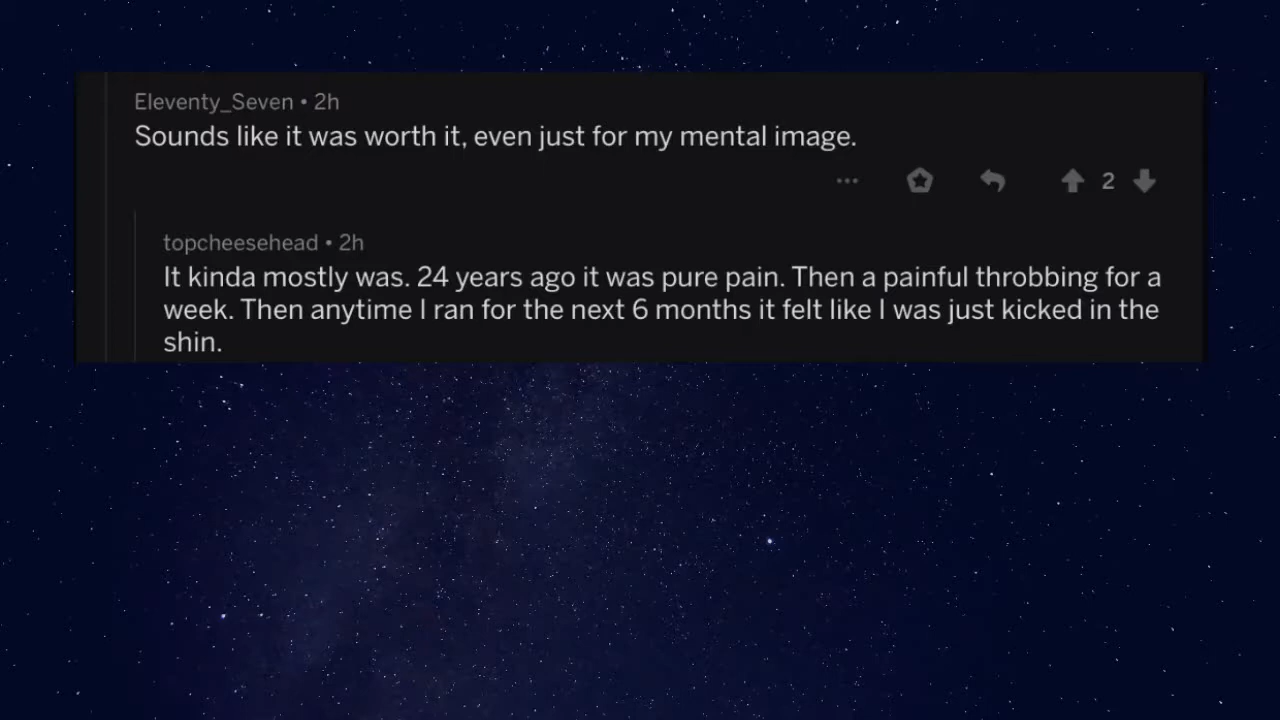 Eleventy_Seven • 2h
Sounds like it was worth it, even just for my mental image.
2
topcheesehead • 2h
It kinda mostly was. 24 years ago it was pure pain. Then a painful throbbing for a
week. Then anytime I ran for the next 6 months it felt like I was just kicked in the
shin.